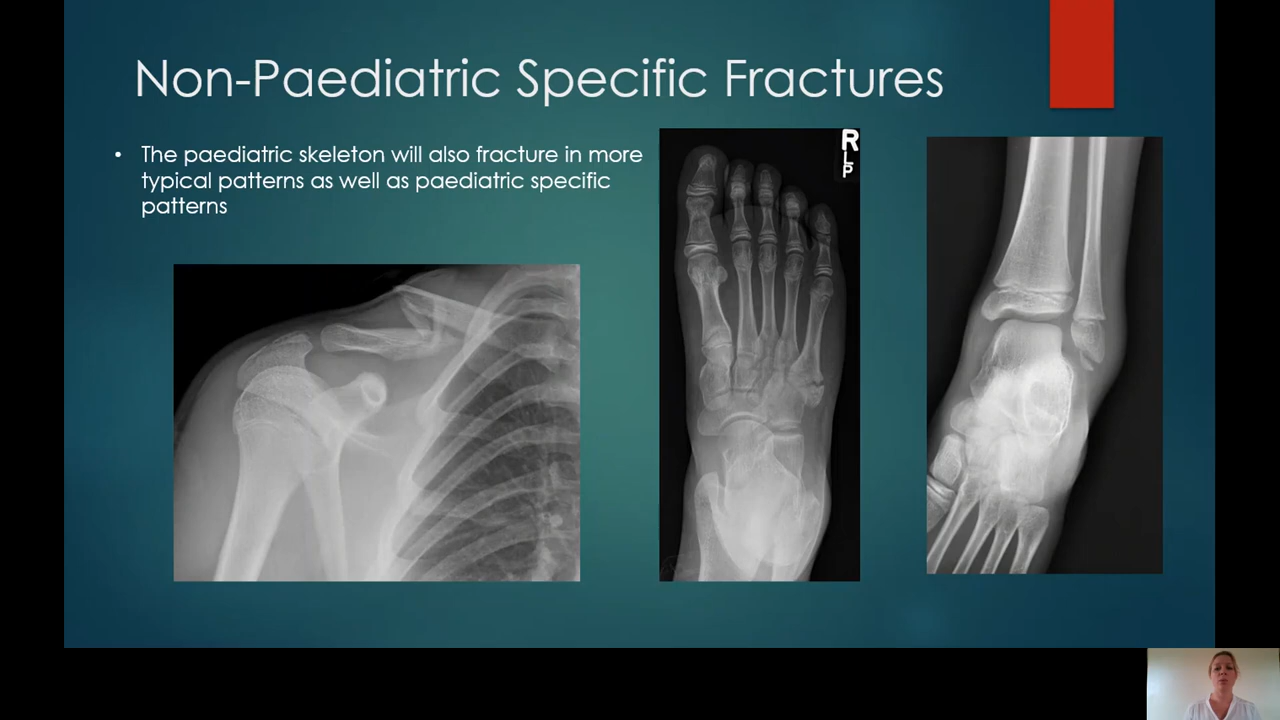 Non-Paediatric Specific Fractures
• The paediatric skeleton will also fracture in more
typical patterns as well as paediatric specific
patterns
R
L
P